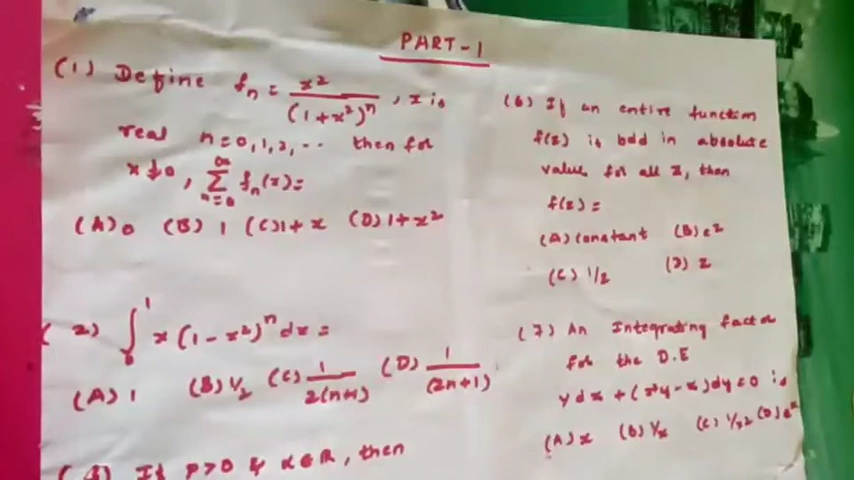 PART-1
(1) Define fₙ = x²/(1+x²)ⁿ, x is
real n=0,1,2,... then for
x≠0, ∑_{n=0}^{∞} fₙ(x)=
(A) 0 (B) 1 (C) 1+x (D) 1+x²
(2) ∫₀¹ x(1-x²)ⁿ dx =
(A) 1 (B) 1/2 (C) 1/2(n+1) (D) 1/(2n+1)
If p>0 & α∈R, then
(6) If an entire function
f(z) is bdd in absolute
value for all z, then
f(z)=
(A) constant (B) e^z
(C) 1/2 (D) z
(7) An Integrating factor
for the D.E
ydx + (x²y-x)dy=0 is
(A) x (B) 1/x (C) 1/x² (D) e^x